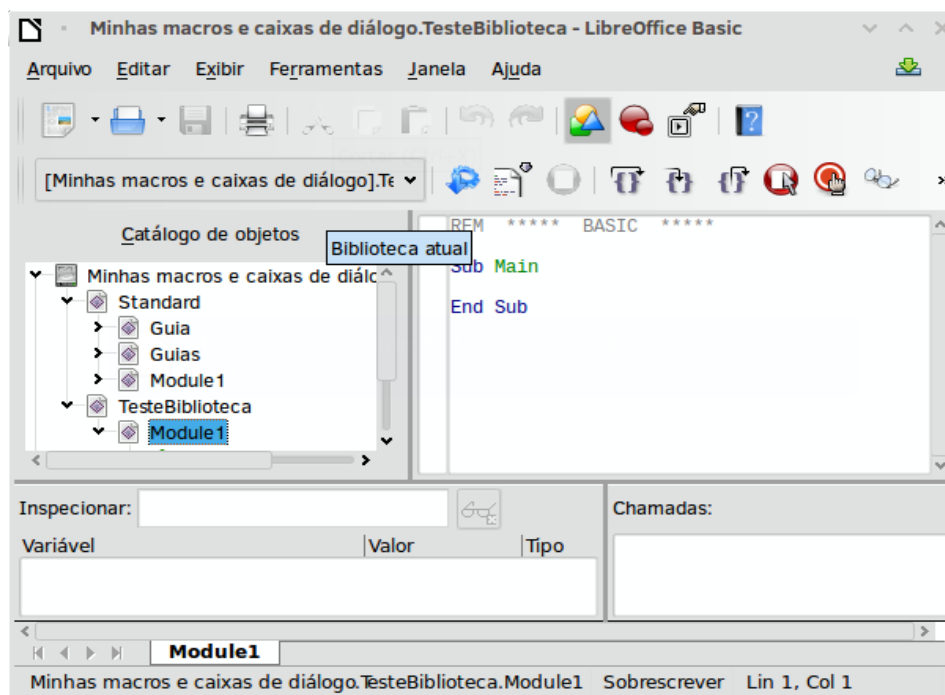 Minhas macros e caixas de diálogo.TesteBiblioteca - LibreOffice Basic
Arquivo Editar Exibir Ferramentas Janela Ajuda
[Minhas macros e caixas de diálogo].Te
Catálogo de objetos
Biblioteca atual
REM ***** BASIC *****
Minhas macros e caixas de diálo
Sub Main
Standard
End Sub
Guia
Guias
Module1
TesteBiblioteca
Module1
Inspecionar:
Chamadas:
Variável Valor Tipo
Module1
Minhas macros e caixas de diálogo.TesteBiblioteca.Module1 Sobrescrever Lin 1, Col 1